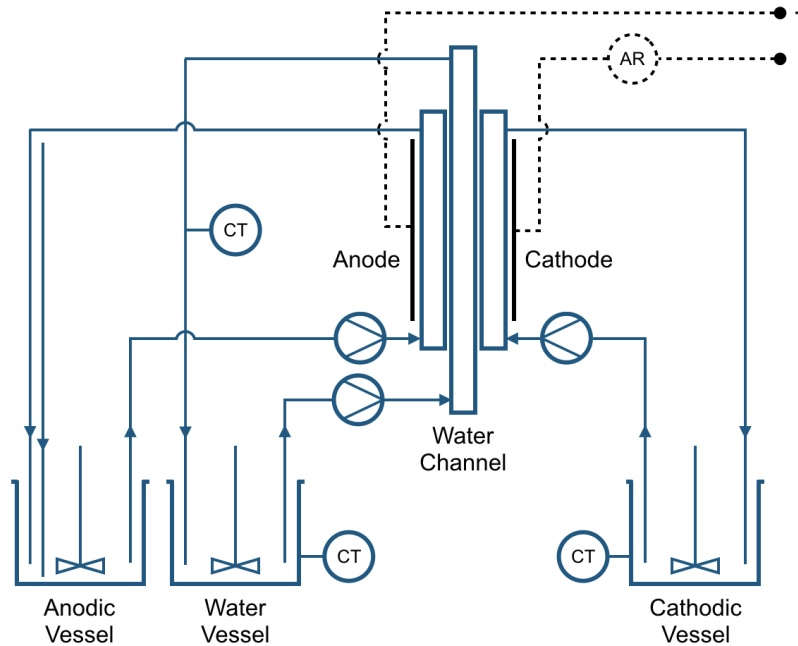 AR
CT
Anode
Cathode
Water
Channel
CT
CT
Anodic
Vessel
Water
Vessel
Cathodic
Vessel